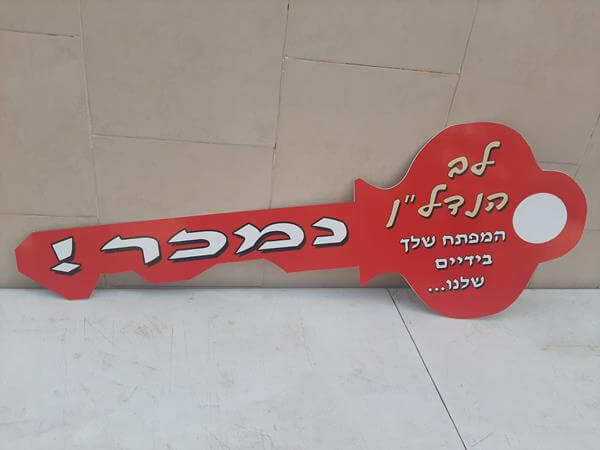 לב
הנדל"ן
המפתח שלך
בידיים
שלנו...
נמכר!